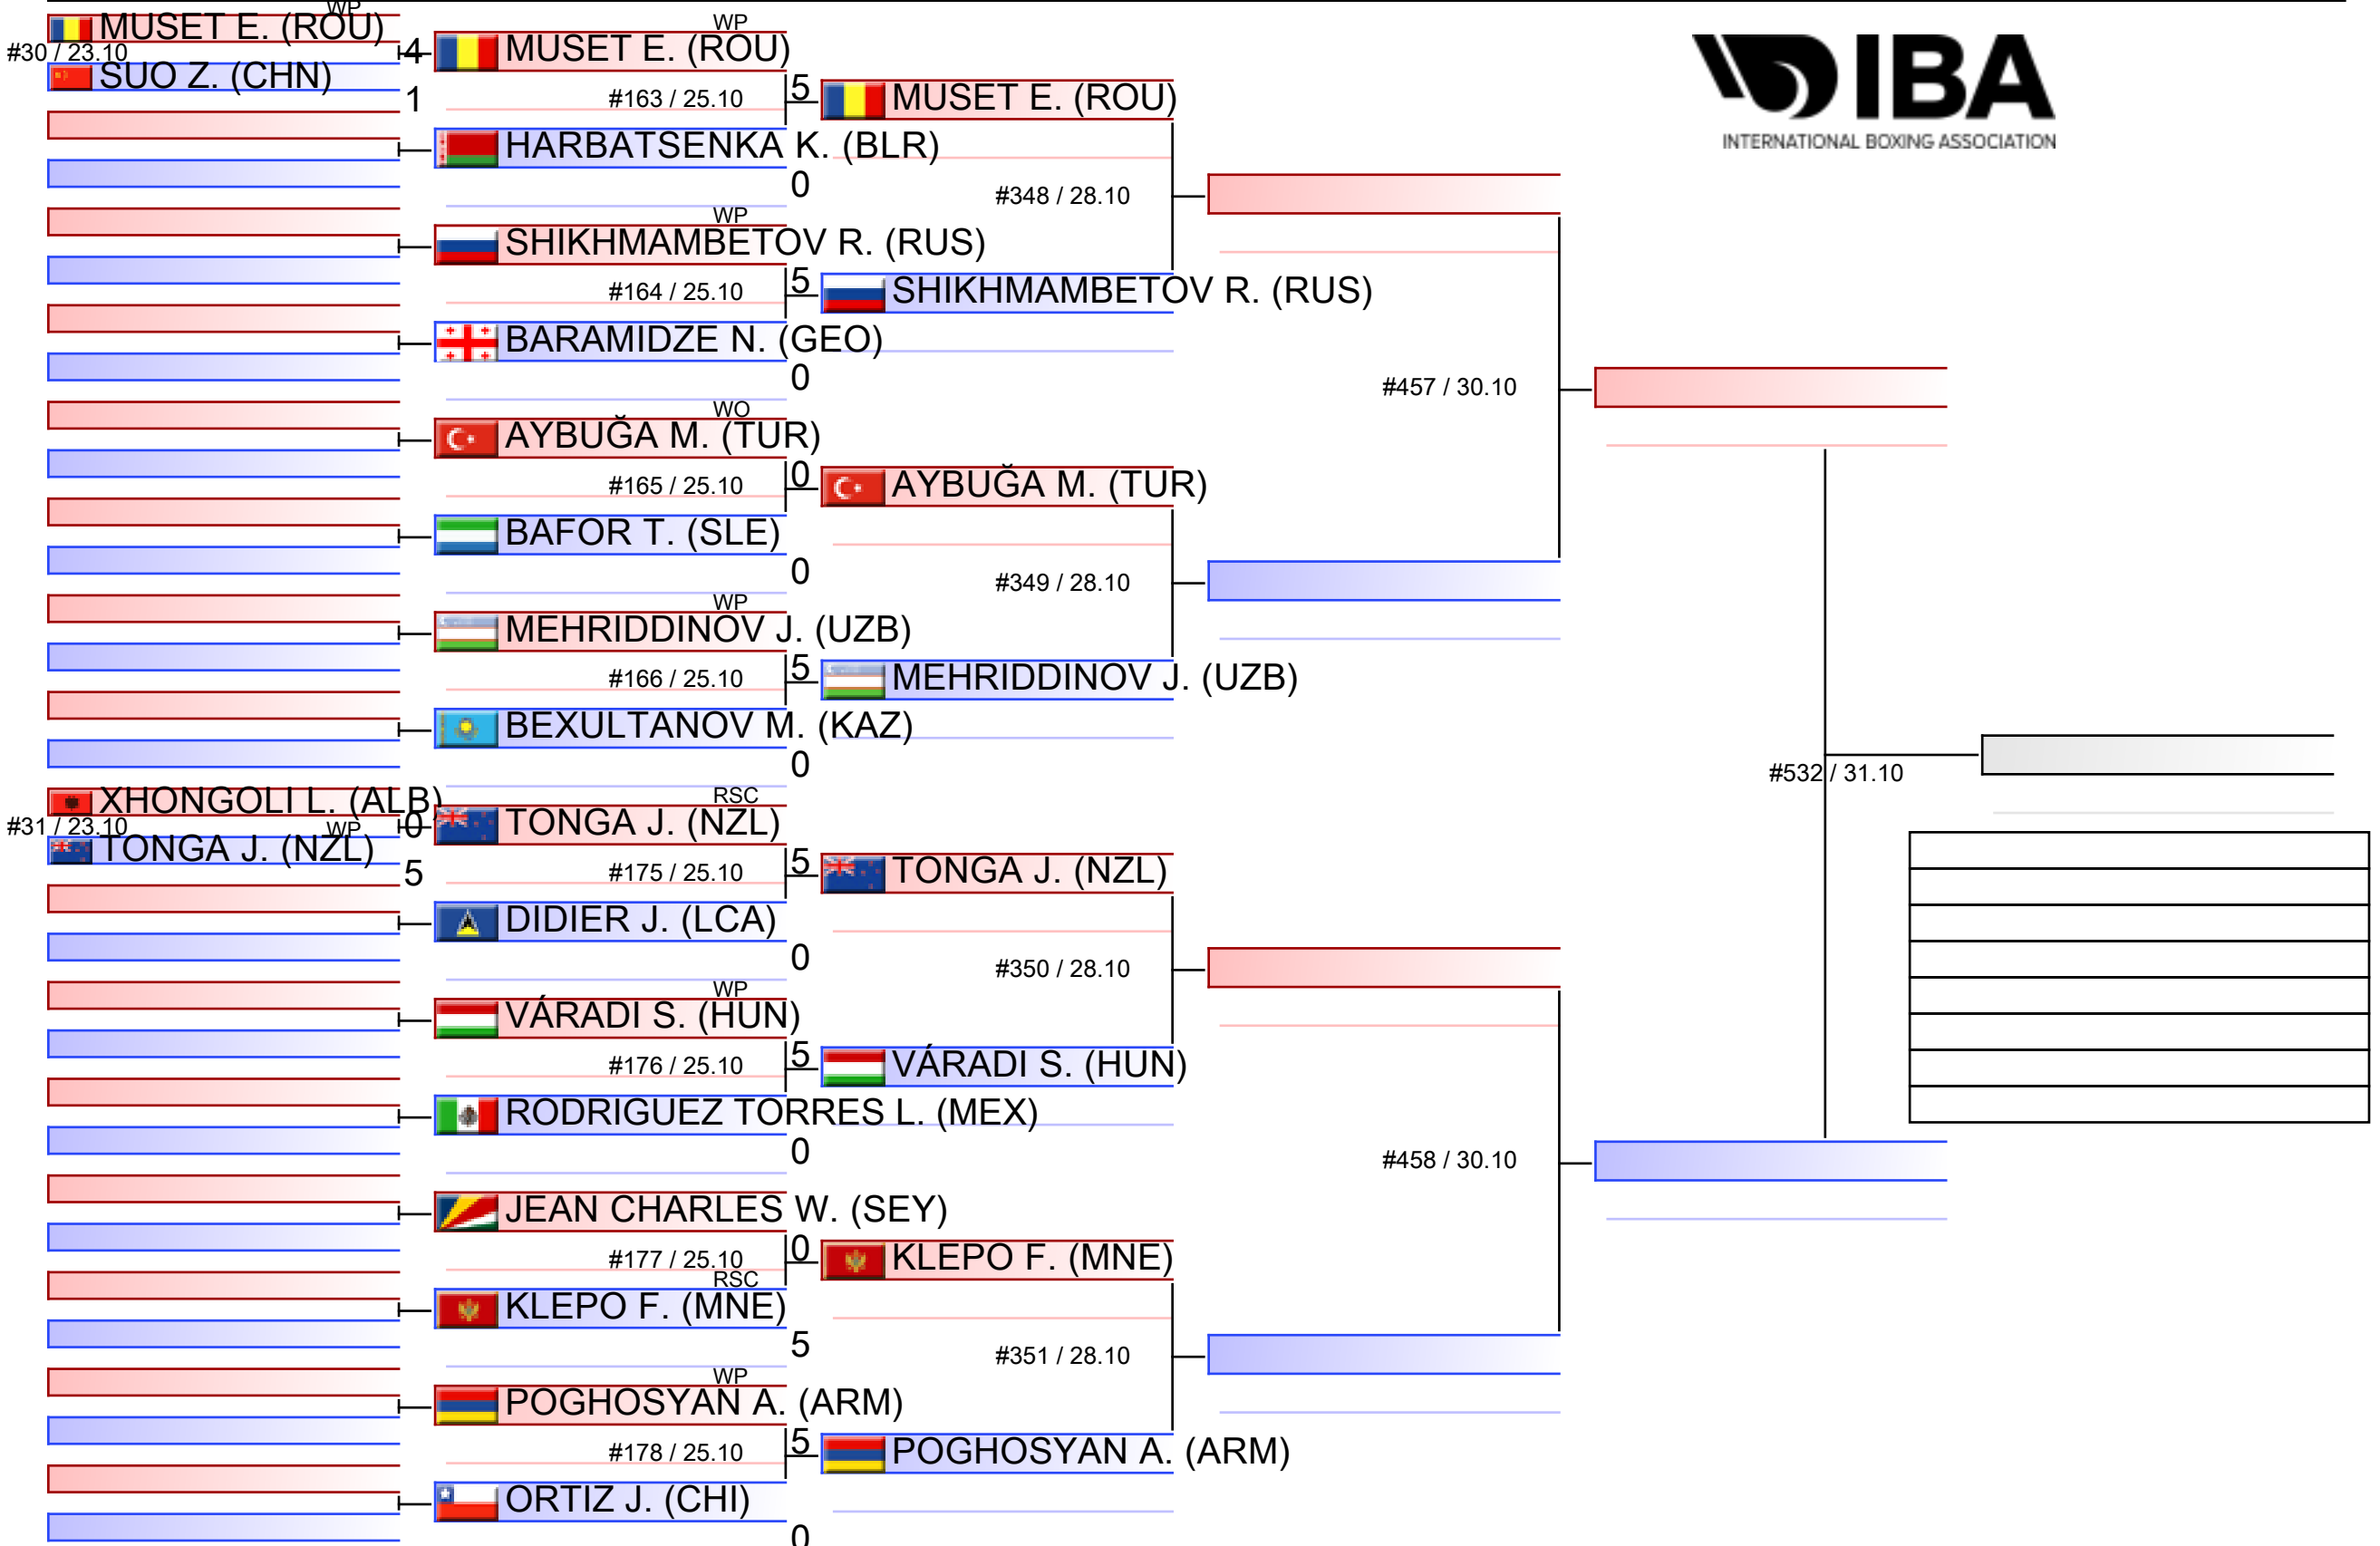 WP
MUSET E. (ROU)
#30 / 23.10
4
SUO Z. (CHN)
1
WP
MUSET E. (ROU)
#163 / 25.10
5
HARBATSENKA K. (BLR)
0
WP
SHIKHMAMBETOV R. (RUS)
#164 / 25.10
5
BARAMIDZE N. (GEO)
0
WO
AYBUĞA M. (TUR)
#165 / 25.10
0
BAFOR T. (SLE)
0
WP
MEHRIDDINOV J. (UZB)
#166 / 25.10
5
BEXULTANOV M. (KAZ)
0
XHONGOLI L. (ALB)
#31 / 23.10
WP
0
TONGA J. (NZL)
5
RSC
TONGA J. (NZL)
#175 / 25.10
5
DIDIER J. (LCA)
0
WP
VÁRADI S. (HUN)
#176 / 25.10
5
RODRIGUEZ TORRES L. (MEX)
0
JEAN CHARLES W. (SEY)
#177 / 25.10
0
RSC
KLEPO F. (MNE)
5
WP
POGHOSYAN A. (ARM)
#178 / 25.10
5
ORTIZ J. (CHI)
0
MUSET E. (ROU)
#348 / 28.10
SHIKHMAMBETOV R. (RUS)
AYBUĞA M. (TUR)
#349 / 28.10
MEHRIDDINOV J. (UZB)
TONGA J. (NZL)
#350 / 28.10
VÁRADI S. (HUN)
KLEPO F. (MNE)
#351 / 28.10
POGHOSYAN A. (ARM)
#457 / 30.10
#458 / 30.10
#532 / 31.10
IBA
INTERNATIONAL BOXING ASSOCIATION